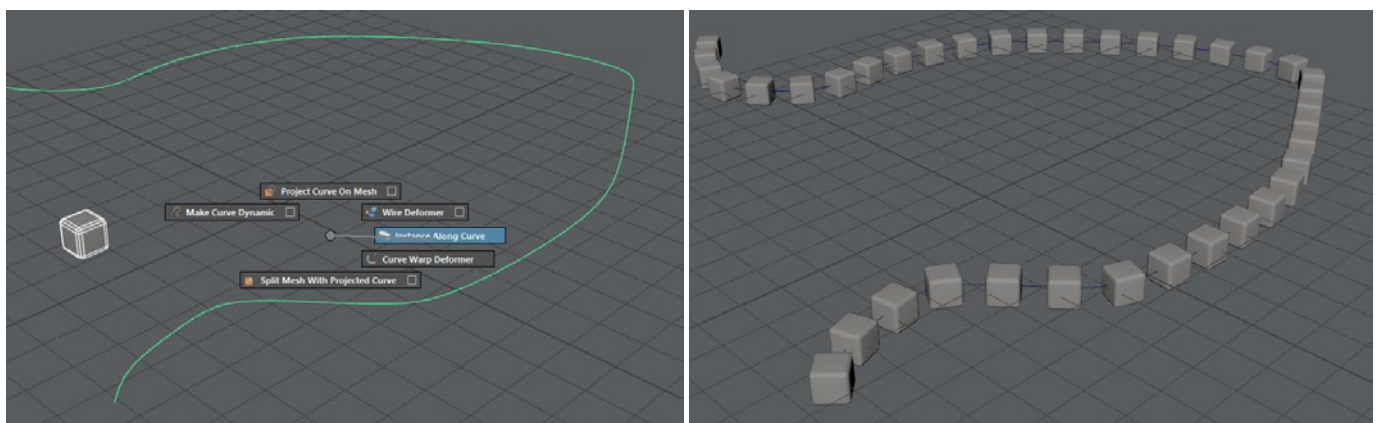 Project Curve On Mesh
Make Curve Dynamic
Wire Deformer
Instance Along Curve
Curve Warp Deformer
Split Mesh With Projected Curve